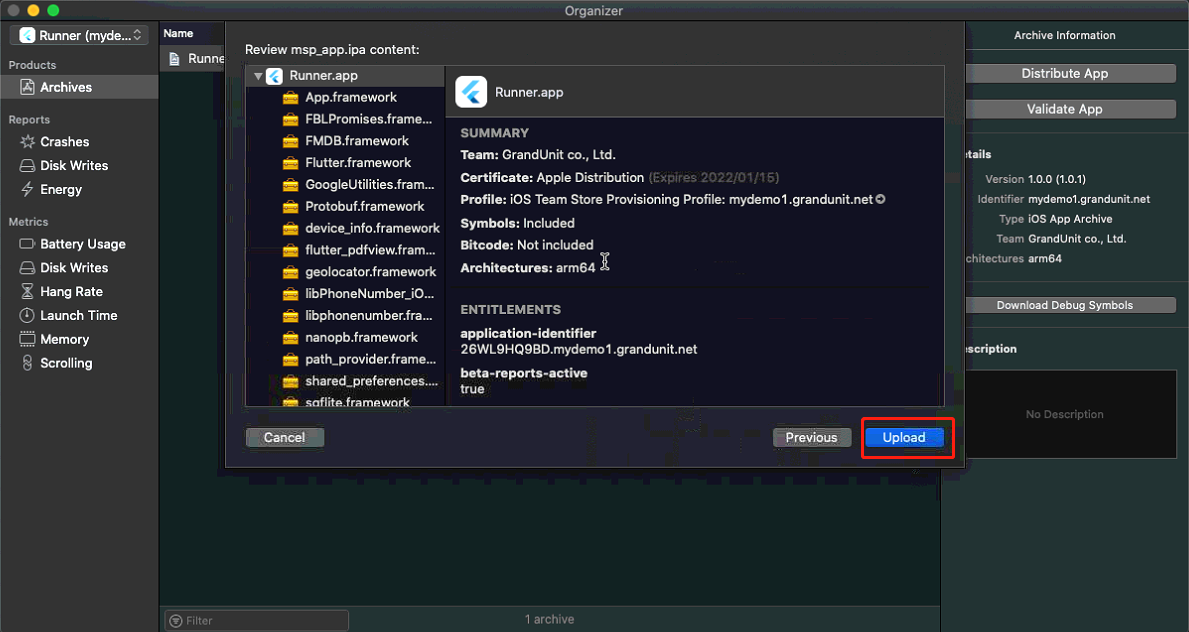 Organizer
Runner (myde...
Products
Archives
Reports
Crashes
Disk Writes
Energy
Metrics
Battery Usage
Disk Writes
Hang Rate
Launch Time
Memory
Scrolling
Name
Runne
Review msp_app.ipa content:
Runner.app
App.framework
FBLPromises.frame...
FMDB.framework
Flutter.framework
GoogleUtilities.fram...
Protobuf.framework
device_info.framework
flutter_pdfview.fram...
geolocator.framework
libPhoneNumber_iO...
libphonenumber.fra...
nanopb.framework
path_provider.frame...
shared_preferences....
sqflite.framework
Runner.app
SUMMARY
Team: GrandUnit co., Ltd.
Certificate: Apple Distribution (Expires 2022/01/15)
Profile: iOS Team Store Provisioning Profile: mydemo1.grandunit.net
Symbols: Included
Bitcode: Not included
Architectures: arm64
ENTITLEMENTS
application-identifier
26WL9HQ9BD.mydemo1.grandunit.net
beta-reports-active
true
Cancel
Previous
Upload
Archive Information
Distribute App
Validate App
etails
Version 1.0.0 (1.0.1)
Identifier mydemo1.grandunit.net
Type iOS App Archive
Team GrandUnit co., Ltd.
chitectures arm64
Download Debug Symbols
escription
No Description
Filter
1 archive